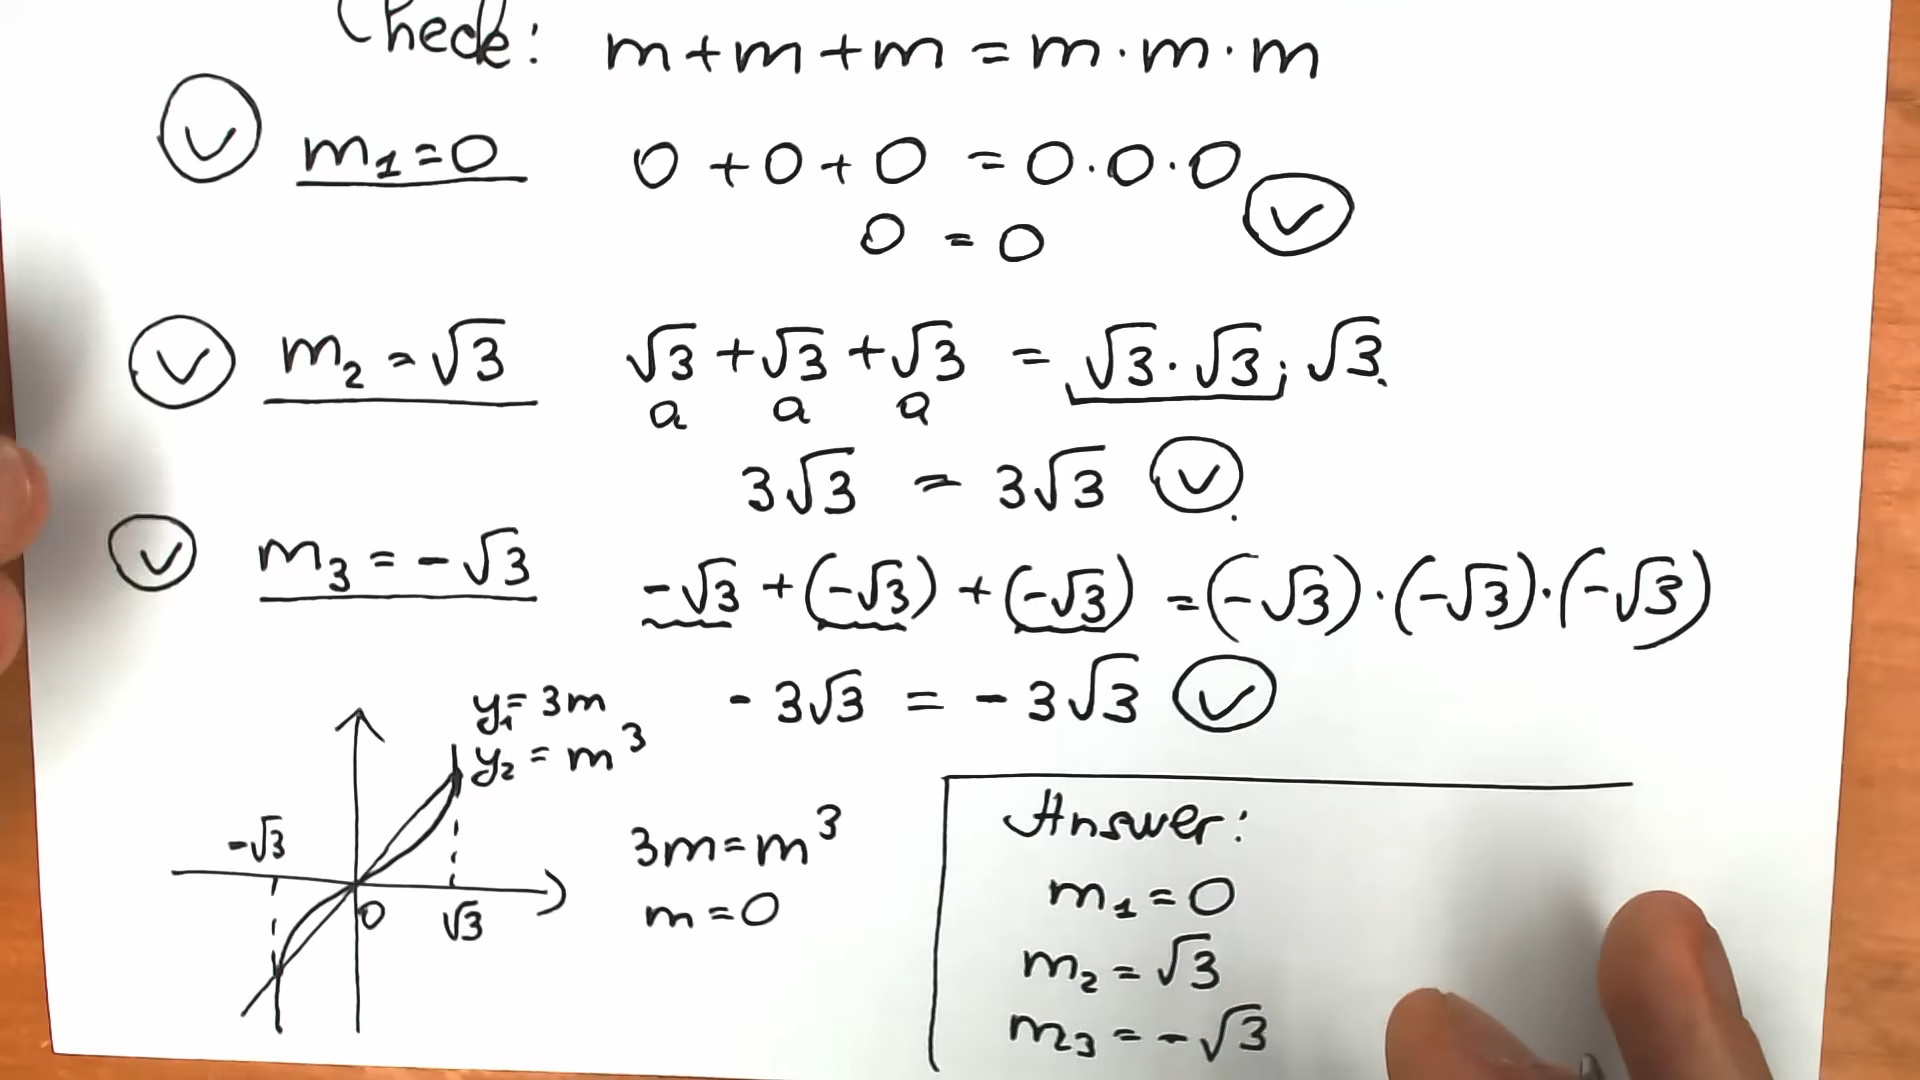 Check: m + m + m = m · m · m
m₁ = 0 0 + 0 + 0 = 0 · 0 · 0
0 = 0
m₂ = √3 √3 + √3 + √3 = √3 · √3 · √3
a a a
3√3 = 3√3
m₃ = -√3 -√3 + (-√3) + (-√3) = (-√3) · (-√3) · (-√3)
-3√3 = -3√3
y₁ = 3m
y₂ = m³
-√3
0
√3
3m = m³
m = 0
Answer:
m₁ = 0
m₂ = √3
m₃ = -√3